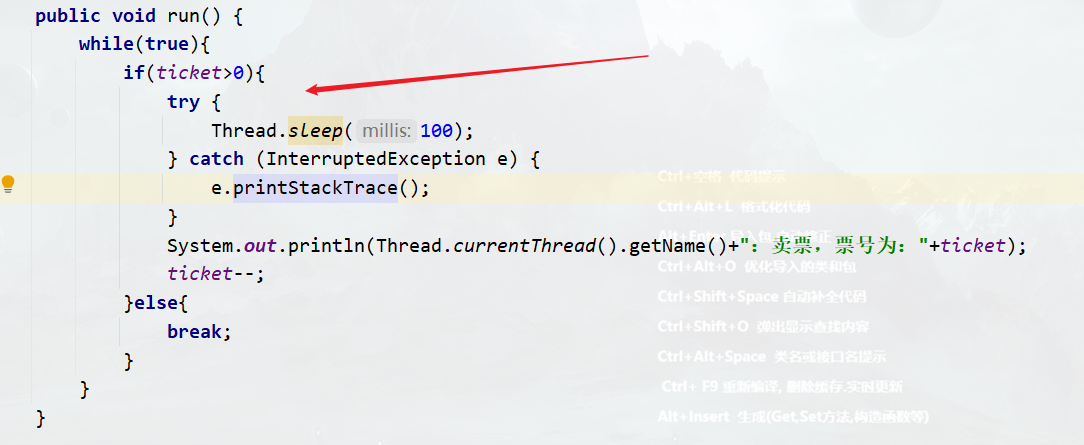 public void run() {
while(true){
if(ticket>0){
try {
Thread.sleep( millis: 100);
} catch (InterruptedException e) {
e.printStackTrace();
}
System.out.println(Thread.currentThread().getName()+": 卖票，票号为："+ticket);
ticket--;
}else{
break;
}
}
}
Ctrl+空格 代码提示
Ctrl+Alt+L 格式化代码
Alt+Enter 导入包,自动修正
Ctrl+Alt+O 优化导入的类和包
Ctrl+Shift+Space 自动补全代码
Ctrl+Shift+O 弹出显示查找内容
Ctrl+Alt+Space 类名或接口名提示
Ctrl+ F9 重新编译, 删除缓存.实时更新
Alt+Insert 生成(Get,Set方法,构造函数等)